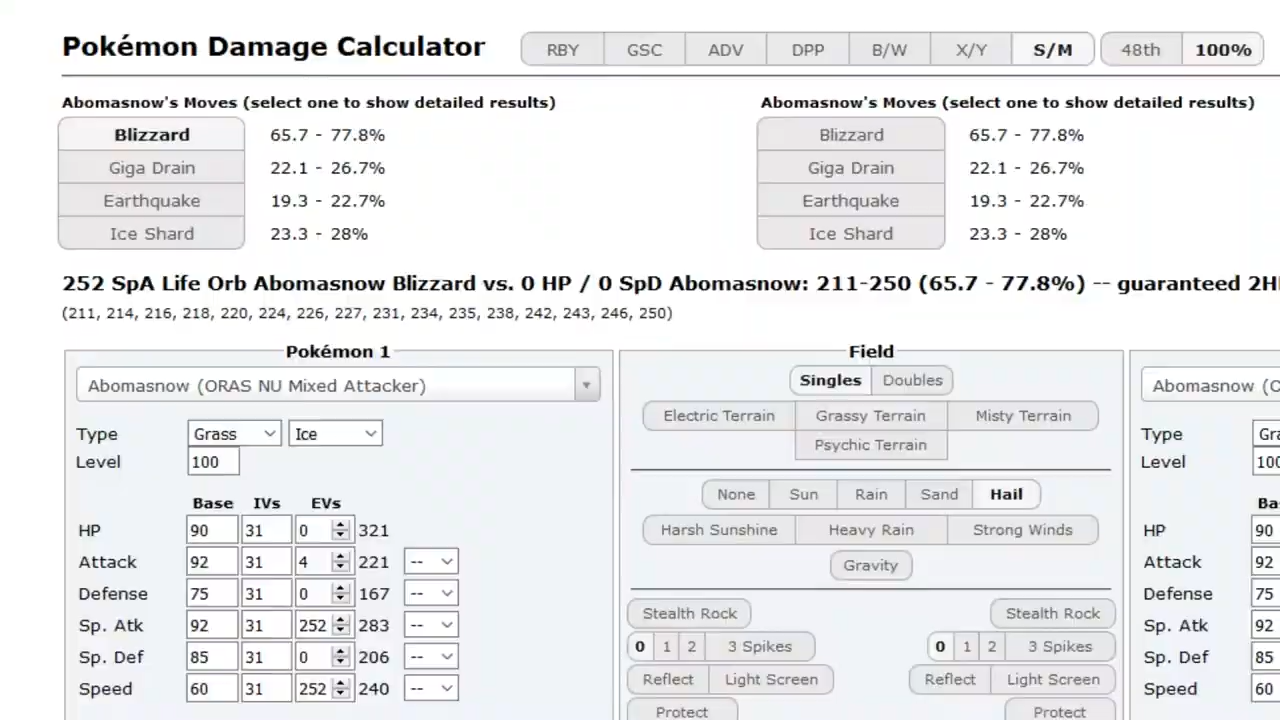 Pokémon Damage Calculator RBY GSC ADV DPP B/W X/Y S/M 48th 100%
Abomasnow's Moves (select one to show detailed results) Abomasnow's Moves (select one to show detailed results)
Blizzard 65.7 - 77.8% Blizzard 65.7 - 77.8%
Giga Drain 22.1 - 26.7% Giga Drain 22.1 - 26.7%
Earthquake 19.3 - 22.7% Earthquake 19.3 - 22.7%
Ice Shard 23.3 - 28% Ice Shard 23.3 - 28%
252 SpA Life Orb Abomasnow Blizzard vs. 0 HP / 0 SpD Abomasnow: 211-250 (65.7 - 77.8%) -- guaranteed 2H
(211, 214, 216, 218, 220, 224, 226, 227, 231, 234, 235, 238, 242, 243, 246, 250)
Pokémon 1 Field
Abomasnow (ORAS NU Mixed Attacker) Singles Doubles Abomasnow (O
Electric Terrain Grassy Terrain Misty Terrain
Type Grass Ice Psychic Terrain Type Gra
Level 100 Level 100
None Sun Rain Sand Hail
Base IVs EVs Ba
HP 90 31 0 321 Harsh Sunshine Heavy Rain Strong Winds HP 90
Attack 92 31 4 221 -- Gravity Attack 92
Defense 75 31 0 167 -- Defense 75
Stealth Rock Stealth Rock
Sp. Atk 92 31 252 283 -- Sp. Atk 92
0 1 2 3 Spikes 0 1 2 3 Spikes
Sp. Def 85 31 0 206 -- Sp. Def 85
Reflect Light Screen Reflect Light Screen
Speed 60 31 252 240 -- Speed 60
Protect Protect